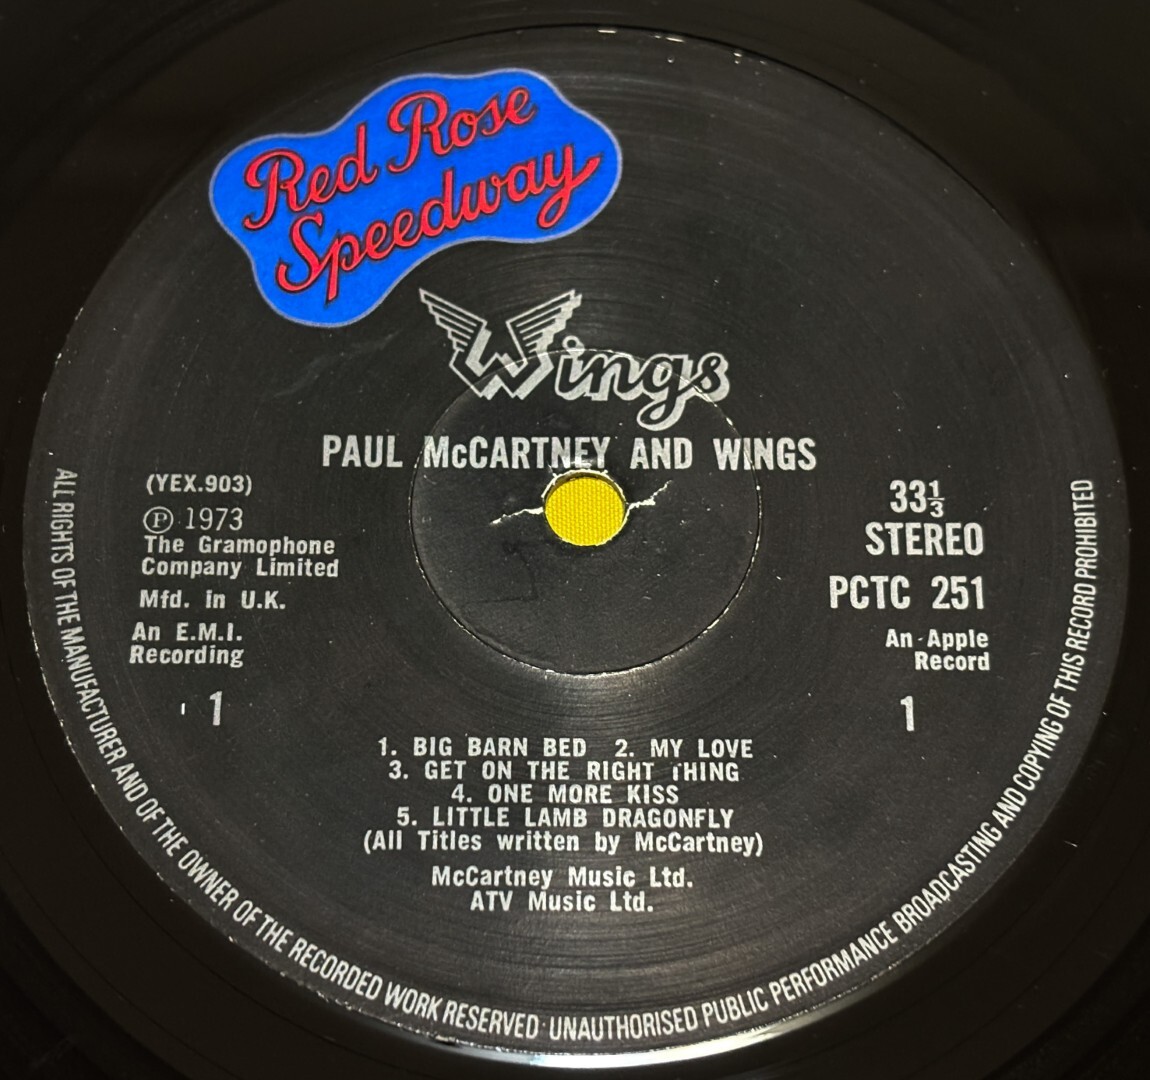 Red Rose
Speedway
Wings
PAUL McCARTNEY AND WINGS
(YEX.903)
Ⓟ 1973
The Gramophone
Company Limited
Mfd. in U.K.
An E.M.I.
Recording
1
33⅓
STEREO
PCTC 251
An Apple
Record
1
1. BIG BARN BED 2. MY LOVE
3. GET ON THE RIGHT THING
4. ONE MORE KISS
5. LITTLE LAMB DRAGONFLY
(All Titles written by McCartney)
McCartney Music Ltd.
ATV Music Ltd.
ALL RIGHTS OF THE MANUFACTURER AND OF THE OWNER OF THE RECORDED WORK RESERVED · UNAUTHORISED PUBLIC PERFORMANCE BROADCASTING AND COPYING OF THIS RECORD PROHIBITED